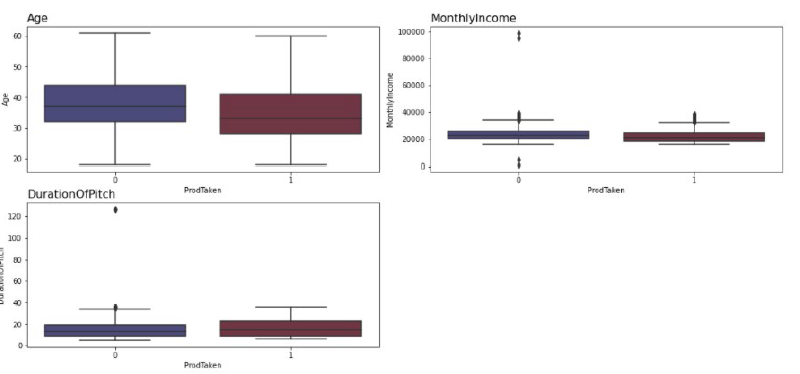 Age
60
50
40
30
20
Age
0
1
ProdTaken
MonthlyIncome
100000
80000
60000
40000
20000
0
MonthlyIncome
0
1
ProdTaken
DurationOfPitch
120
100
80
60
40
20
0
DurationOfPitch
0
1
ProdTaken